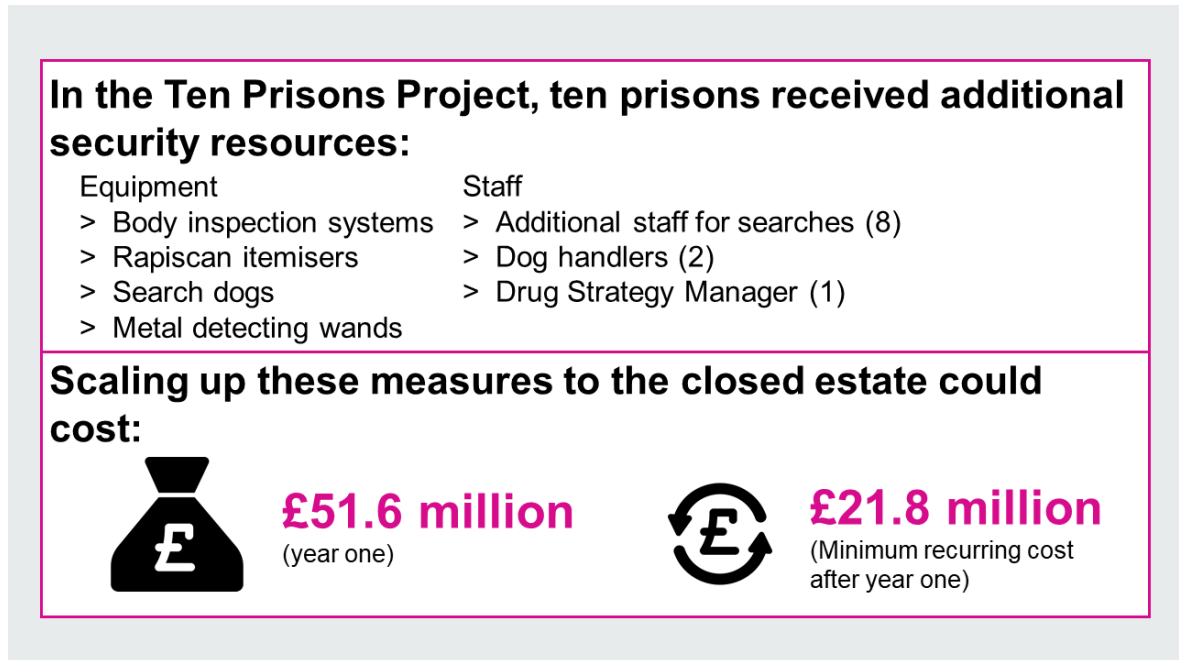 In the Ten Prisons Project, ten prisons received additional
security resources:
Equipment
> Body inspection systems
> Rapiscan itemisers
> Search dogs
> Metal detecting wands
Staff
> Additional staff for searches (8)
> Dog handlers (2)
> Drug Strategy Manager (1)
Scaling up these measures to the closed estate could
cost:
£
£51.6 million
(year one)
£
£21.8 million
(Minimum recurring cost
after year one)